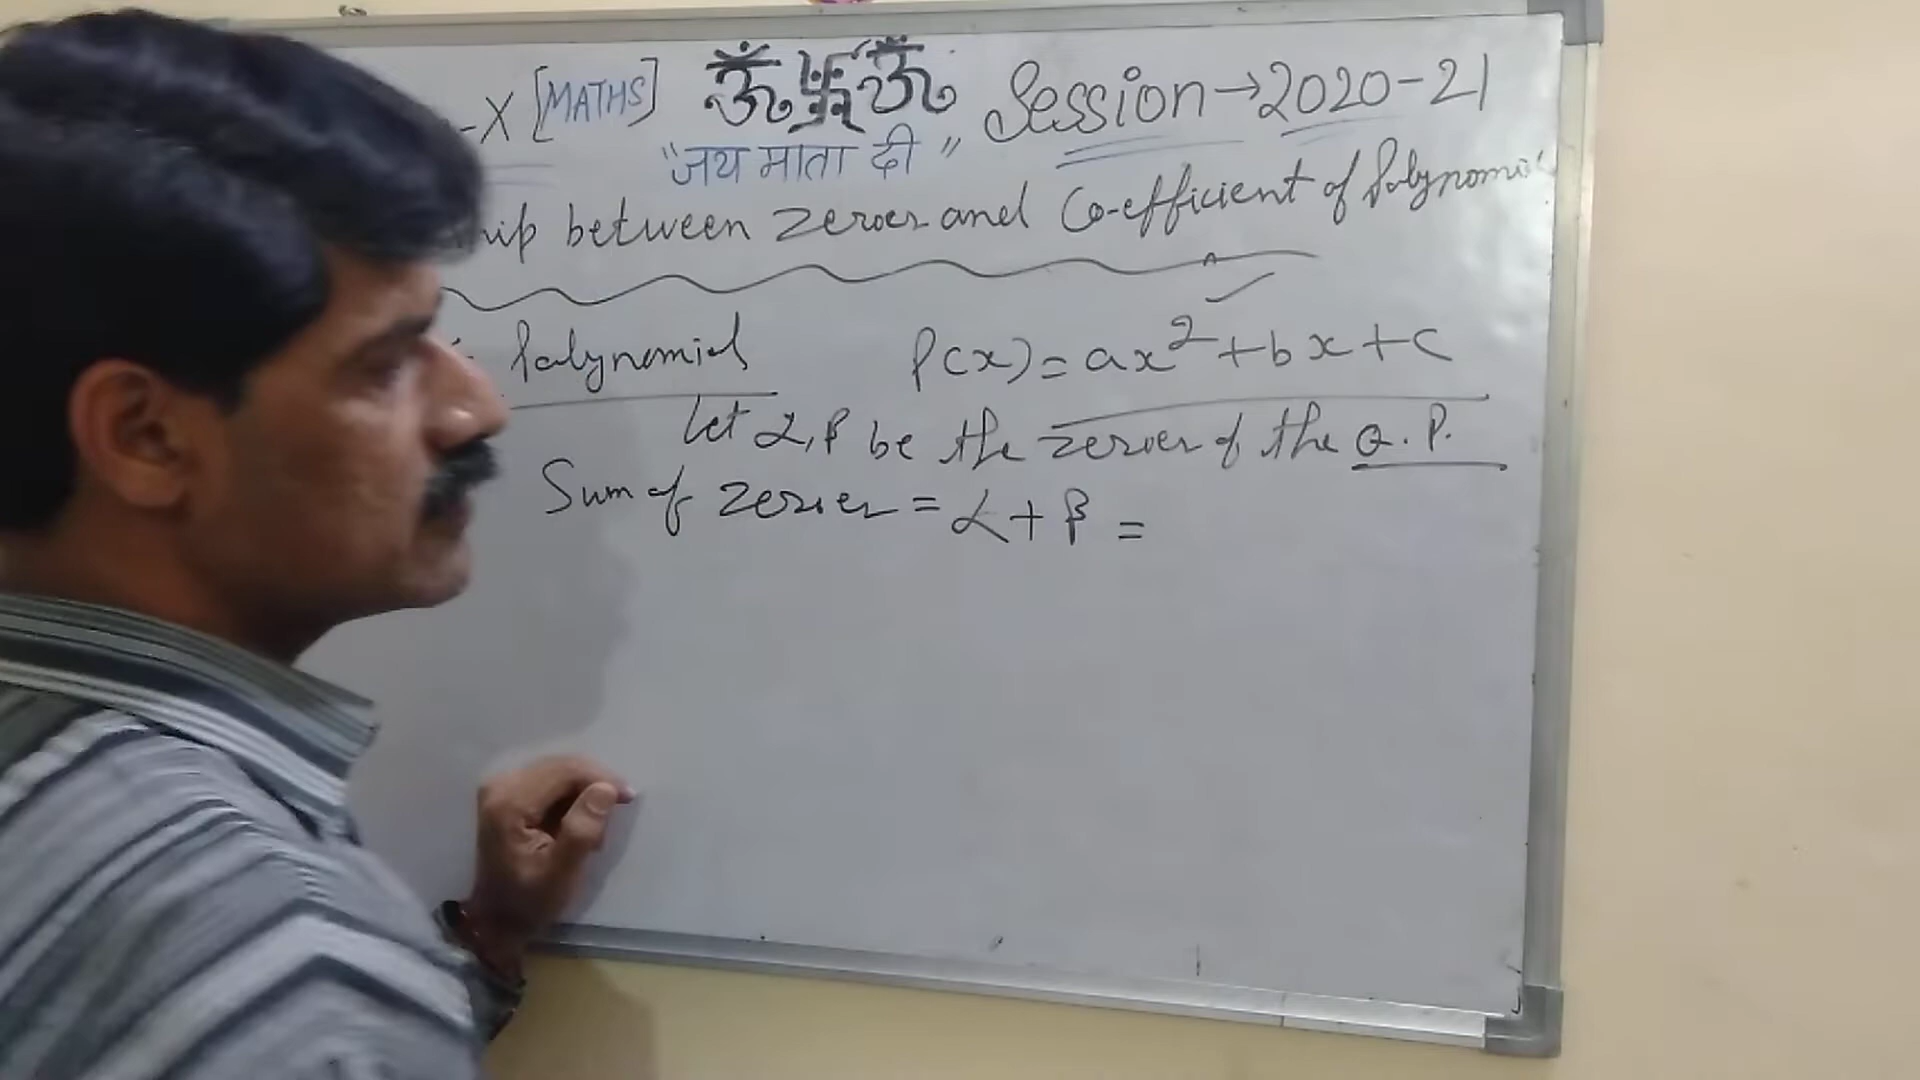 -X [MATHS] ॐ卐ॐ Session → 2020-21
"जय माता दी"
between zeroes and Co-efficient of Polynomi
Polynomial P(x) = ax² + bx + c
Let α, β be the zeroes of the Q.P.
Sum of zeroes = α + β =